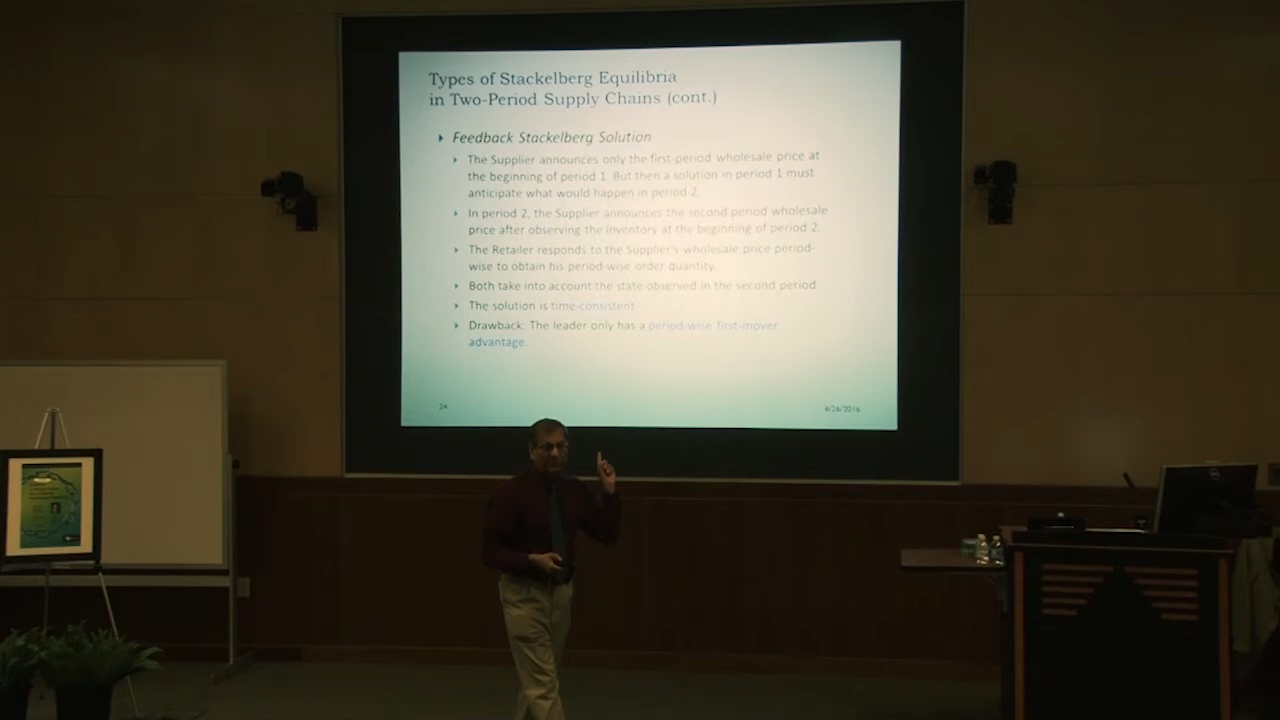 Types of Stackelberg Equilibria
in Two-Period Supply Chains (cont.)
Feedback Stackelberg Solution
The Supplier announces only the first-period wholesale price at
the beginning of period 1. But then a solution in period 1 must
anticipate what would happen in period 2.
In period 2, the Supplier announces the second period wholesale
price after observing the inventory at the beginning of period 2.
The Retailer responds to the Supplier's wholesale price period-
wise to obtain his period-wise order quantity.
Both take into account the state observed in the second period
The solution is time-consistent
Drawback: The leader only has a period-wise first-mover
advantage.
24
4/26/2016